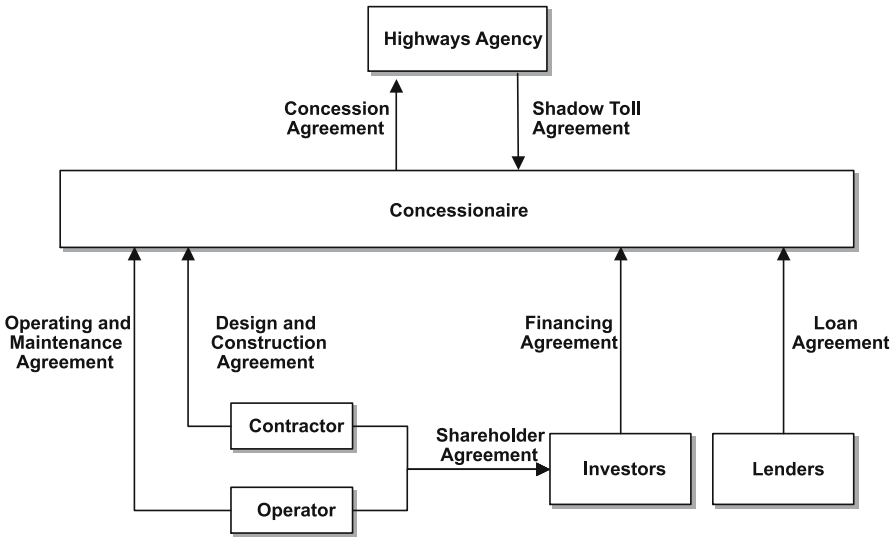 Highways Agency
Concession
Agreement
Shadow Toll
Agreement
Concessionaire
Operating and
Maintenance
Agreement
Design and
Construction
Agreement
Financing
Agreement
Loan
Agreement
Contractor
Shareholder
Agreement
Investors
Lenders
Operator